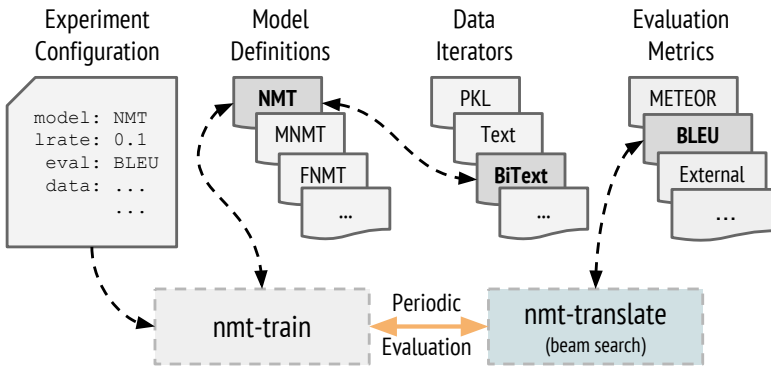 Experiment
Configuration
Model
Definitions
Data
Iterators
Evaluation
Metrics
model: NMT
lrate: 0.1
eval: BLEU
data: ...
...
NMT
MNMT
FNMT
...
PKL
Text
BiText
...
METEOR
BLEU
External
...
nmt-train
Periodic
Evaluation
nmt-translate
(beam search)